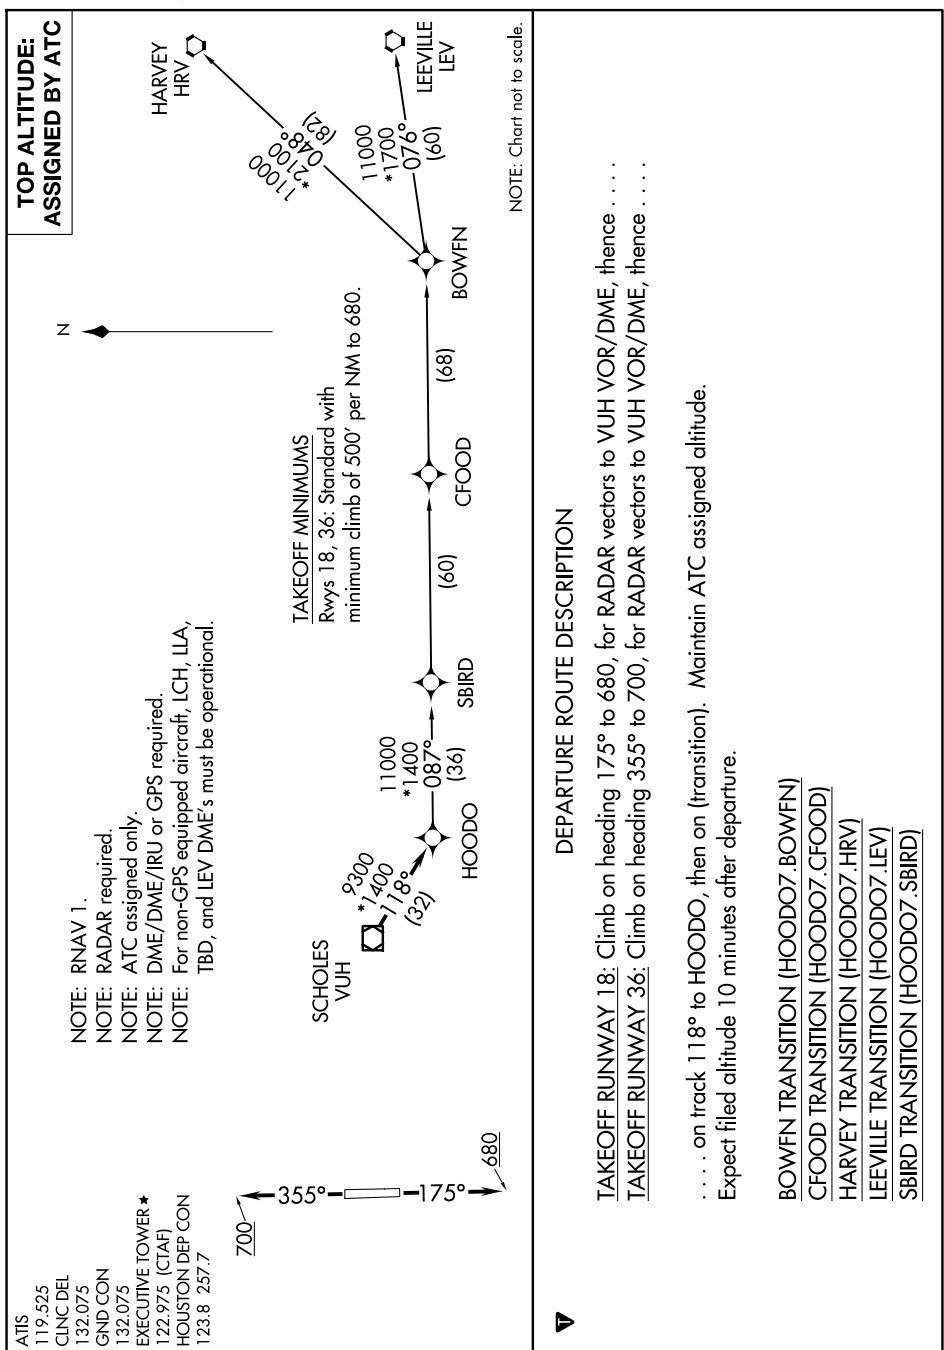 TOP ALTITUDE:
ASSIGNED BY ATC
ATIS
119.525
CLNC DEL
132.075
GND CON
132.075
EXECUTIVE TOWER ★
122.975 (CTAF)
HOUSTON DEP CON
123.8 257.7
NOTE: RNAV 1.
NOTE: RADAR required.
NOTE: ATC assigned only.
NOTE: DME/DME/IRU or GPS required.
NOTE: For non-GPS equipped aircraft, LCH, LLA,
TBD, and LEV DME's must be operational.
N
HARVEY
HRV
LEEVILLE
LEV
11000
*2100
048°
(82)
11000
*1700
076°
(60)
TAKEOFF MINIMUMS
Rwys 18, 36: Standard with
minimum climb of 500' per NM to 680.
700
355°
175°
680
SCHOLES
VUH
9300
*1400
118°
(32)
HOODO
11000
*1400
087°
(36)
SBIRD
(60)
CFOOD
(68)
BOWFN
NOTE: Chart not to scale.
DEPARTURE ROUTE DESCRIPTION
T
TAKEOFF RUNWAY 18: Climb on heading 175° to 680, for RADAR vectors to VUH VOR/DME, thence . . . .
TAKEOFF RUNWAY 36: Climb on heading 355° to 700, for RADAR vectors to VUH VOR/DME, thence . . . .
. . . . on track 118° to HOODO, then on (transition). Maintain ATC assigned altitude.
Expect filed altitude 10 minutes after departure.
BOWFN TRANSITION (HOODO7.BOWFN)
CFOOD TRANSITION (HOODO7.CFOOD)
HARVEY TRANSITION (HOODO7.HRV)
LEEVILLE TRANSITION (HOODO7.LEV)
SBIRD TRANSITION (HOODO7.SBIRD)